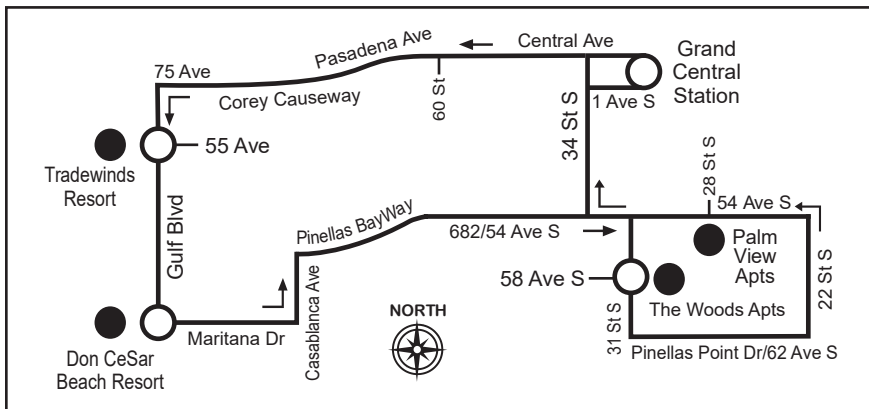 Pasadena Ave
Central Ave
Grand
Central
Station
75 Ave
Corey Causeway
60 St
1 Ave S
34 St S
55 Ave
Tradewinds
Resort
28 St S
54 Ave S
Gulf Blvd
Pinellas BayWay
682/54 Ave S
Palm
View
Apts
22 St S
58 Ave S
The Woods Apts
NORTH
Casablanca Ave
Maritana Dr
31 St S
Don CeSar
Beach Resort
Pinellas Point Dr/62 Ave S